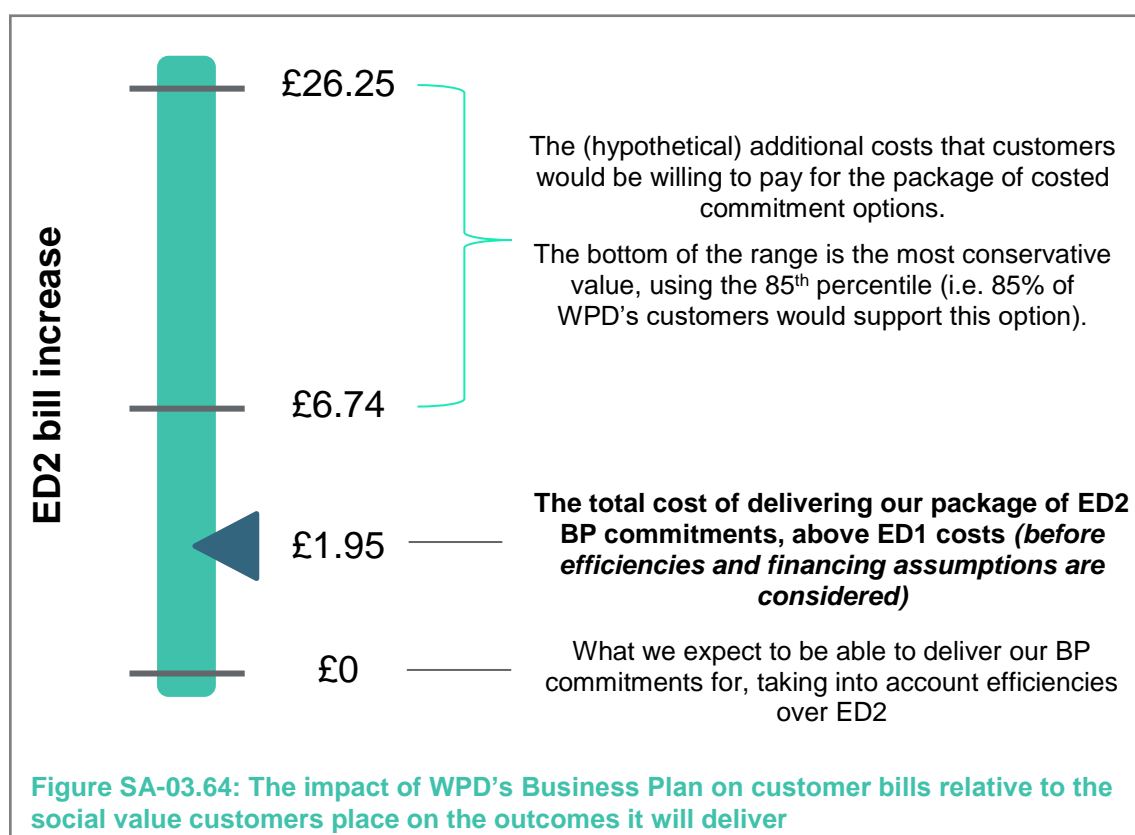 ED2 bill increase
£26.25
The (hypothetical) additional costs that customers
would be willing to pay for the package of costed
commitment options.
The bottom of the range is the most conservative
value, using the 85th percentile (i.e. 85% of
WPD’s customers would support this option).
£6.74
£1.95
The total cost of delivering our package of ED2
BP commitments, above ED1 costs (before
efficiencies and financing assumptions are
considered)
£0
What we expect to be able to deliver our BP
commitments for, taking into account efficiencies
over ED2
Figure SA-03.64: The impact of WPD’s Business Plan on customer bills relative to the
social value customers place on the outcomes it will deliver